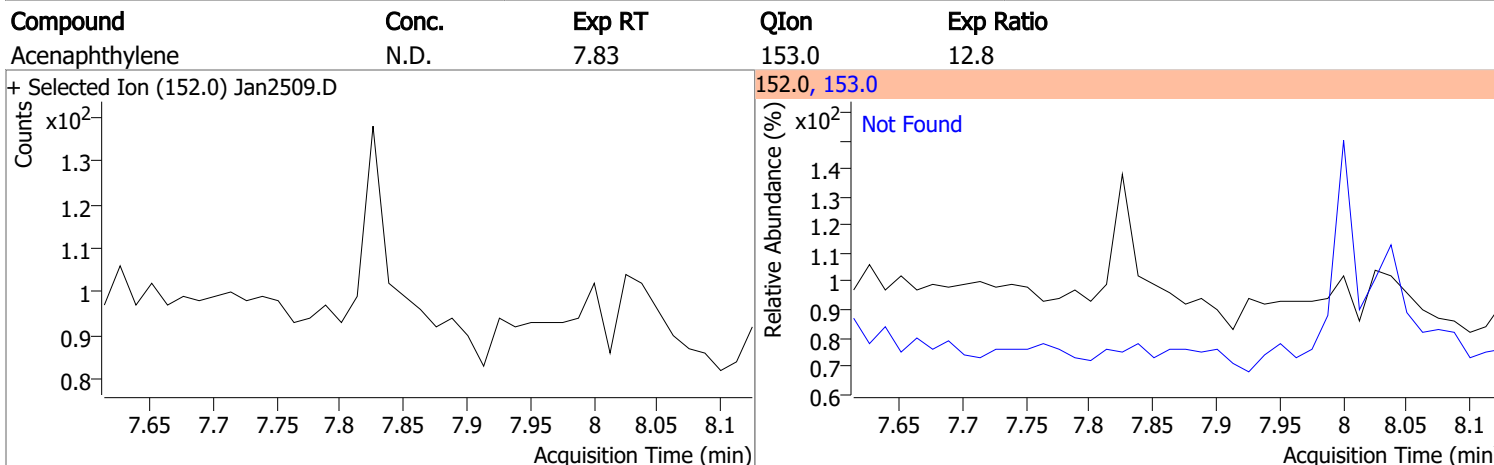 Compound Conc. Exp RT QIon Exp Ratio
Acenaphthylene N.D. 7.83 153.0 12.8
+ Selected Ion (152.0) Jan2509.D
Counts
x10²
1.3
1.2
1.1
1
0.9
0.8
7.65 7.7 7.75 7.8 7.85 7.9 7.95 8 8.05 8.1
Acquisition Time (min)
152.0, 153.0
Relative Abundance (%)
x10²
Not Found
1.4
1.3
1.2
1.1
1
0.9
0.8
0.7
0.6
7.65 7.7 7.75 7.8 7.85 7.9 7.95 8 8.05 8.1
Acquisition Time (min